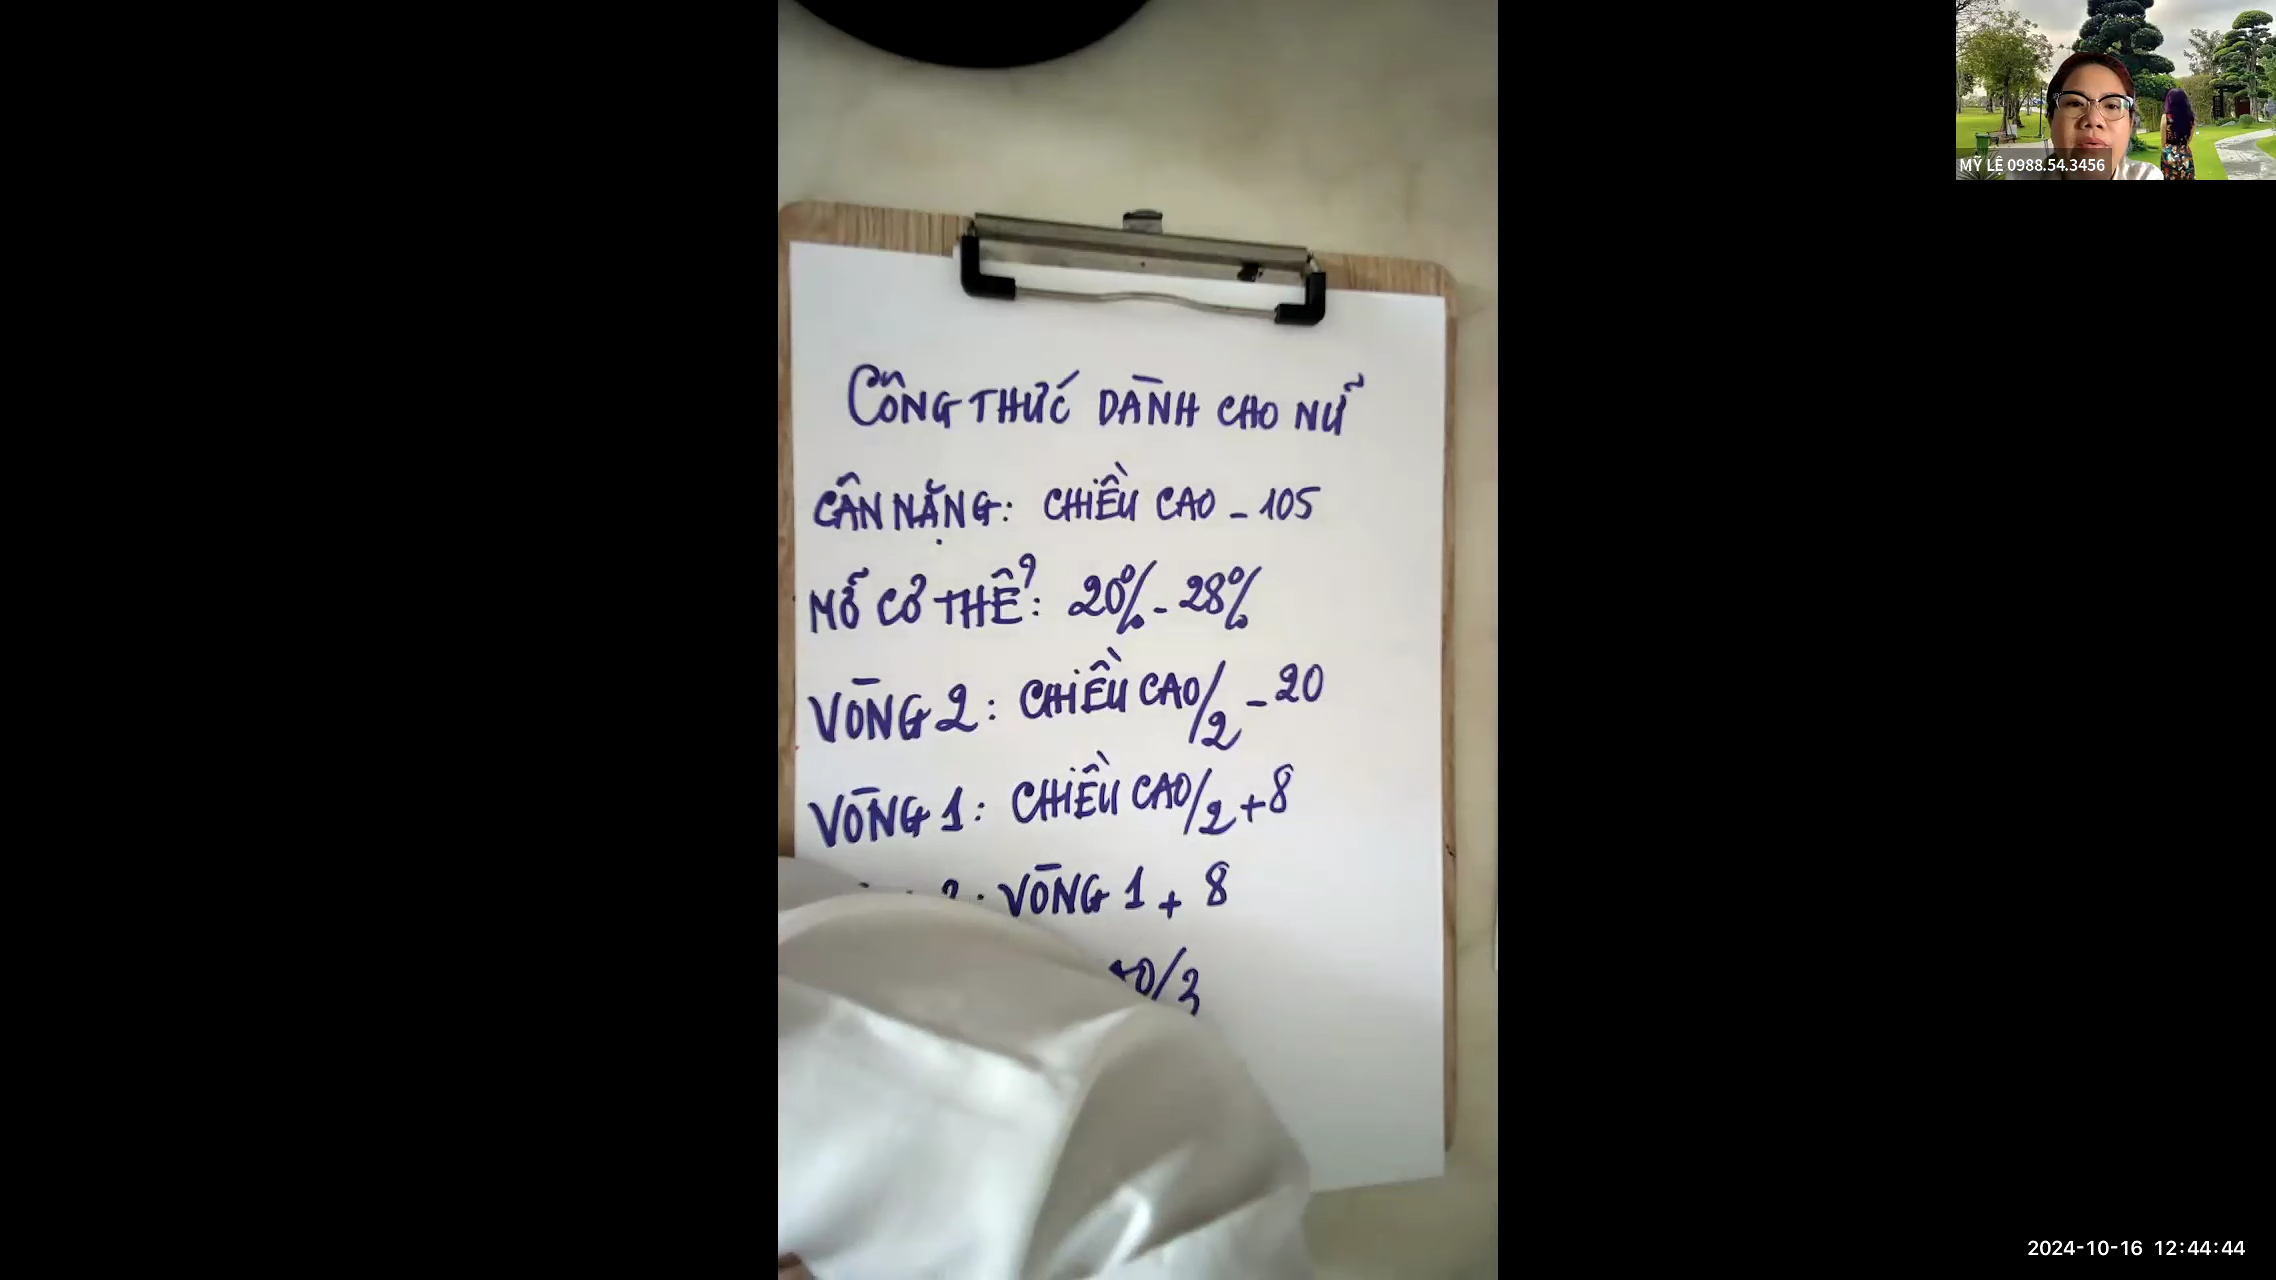 CÔNG THỨC DÀNH CHO NỮ
CÂN NẶNG: CHIỀU CAO - 105
MỠ CƠ THỂ: 20% - 28%
VÒNG 2: CHIỀU CAO/2 - 20
VÒNG 1: CHIỀU CAO/2 + 8
: VÒNG 1 + 8
/3
MỸ LÊ 0988.54.3456
2024-10-16 12:44:44